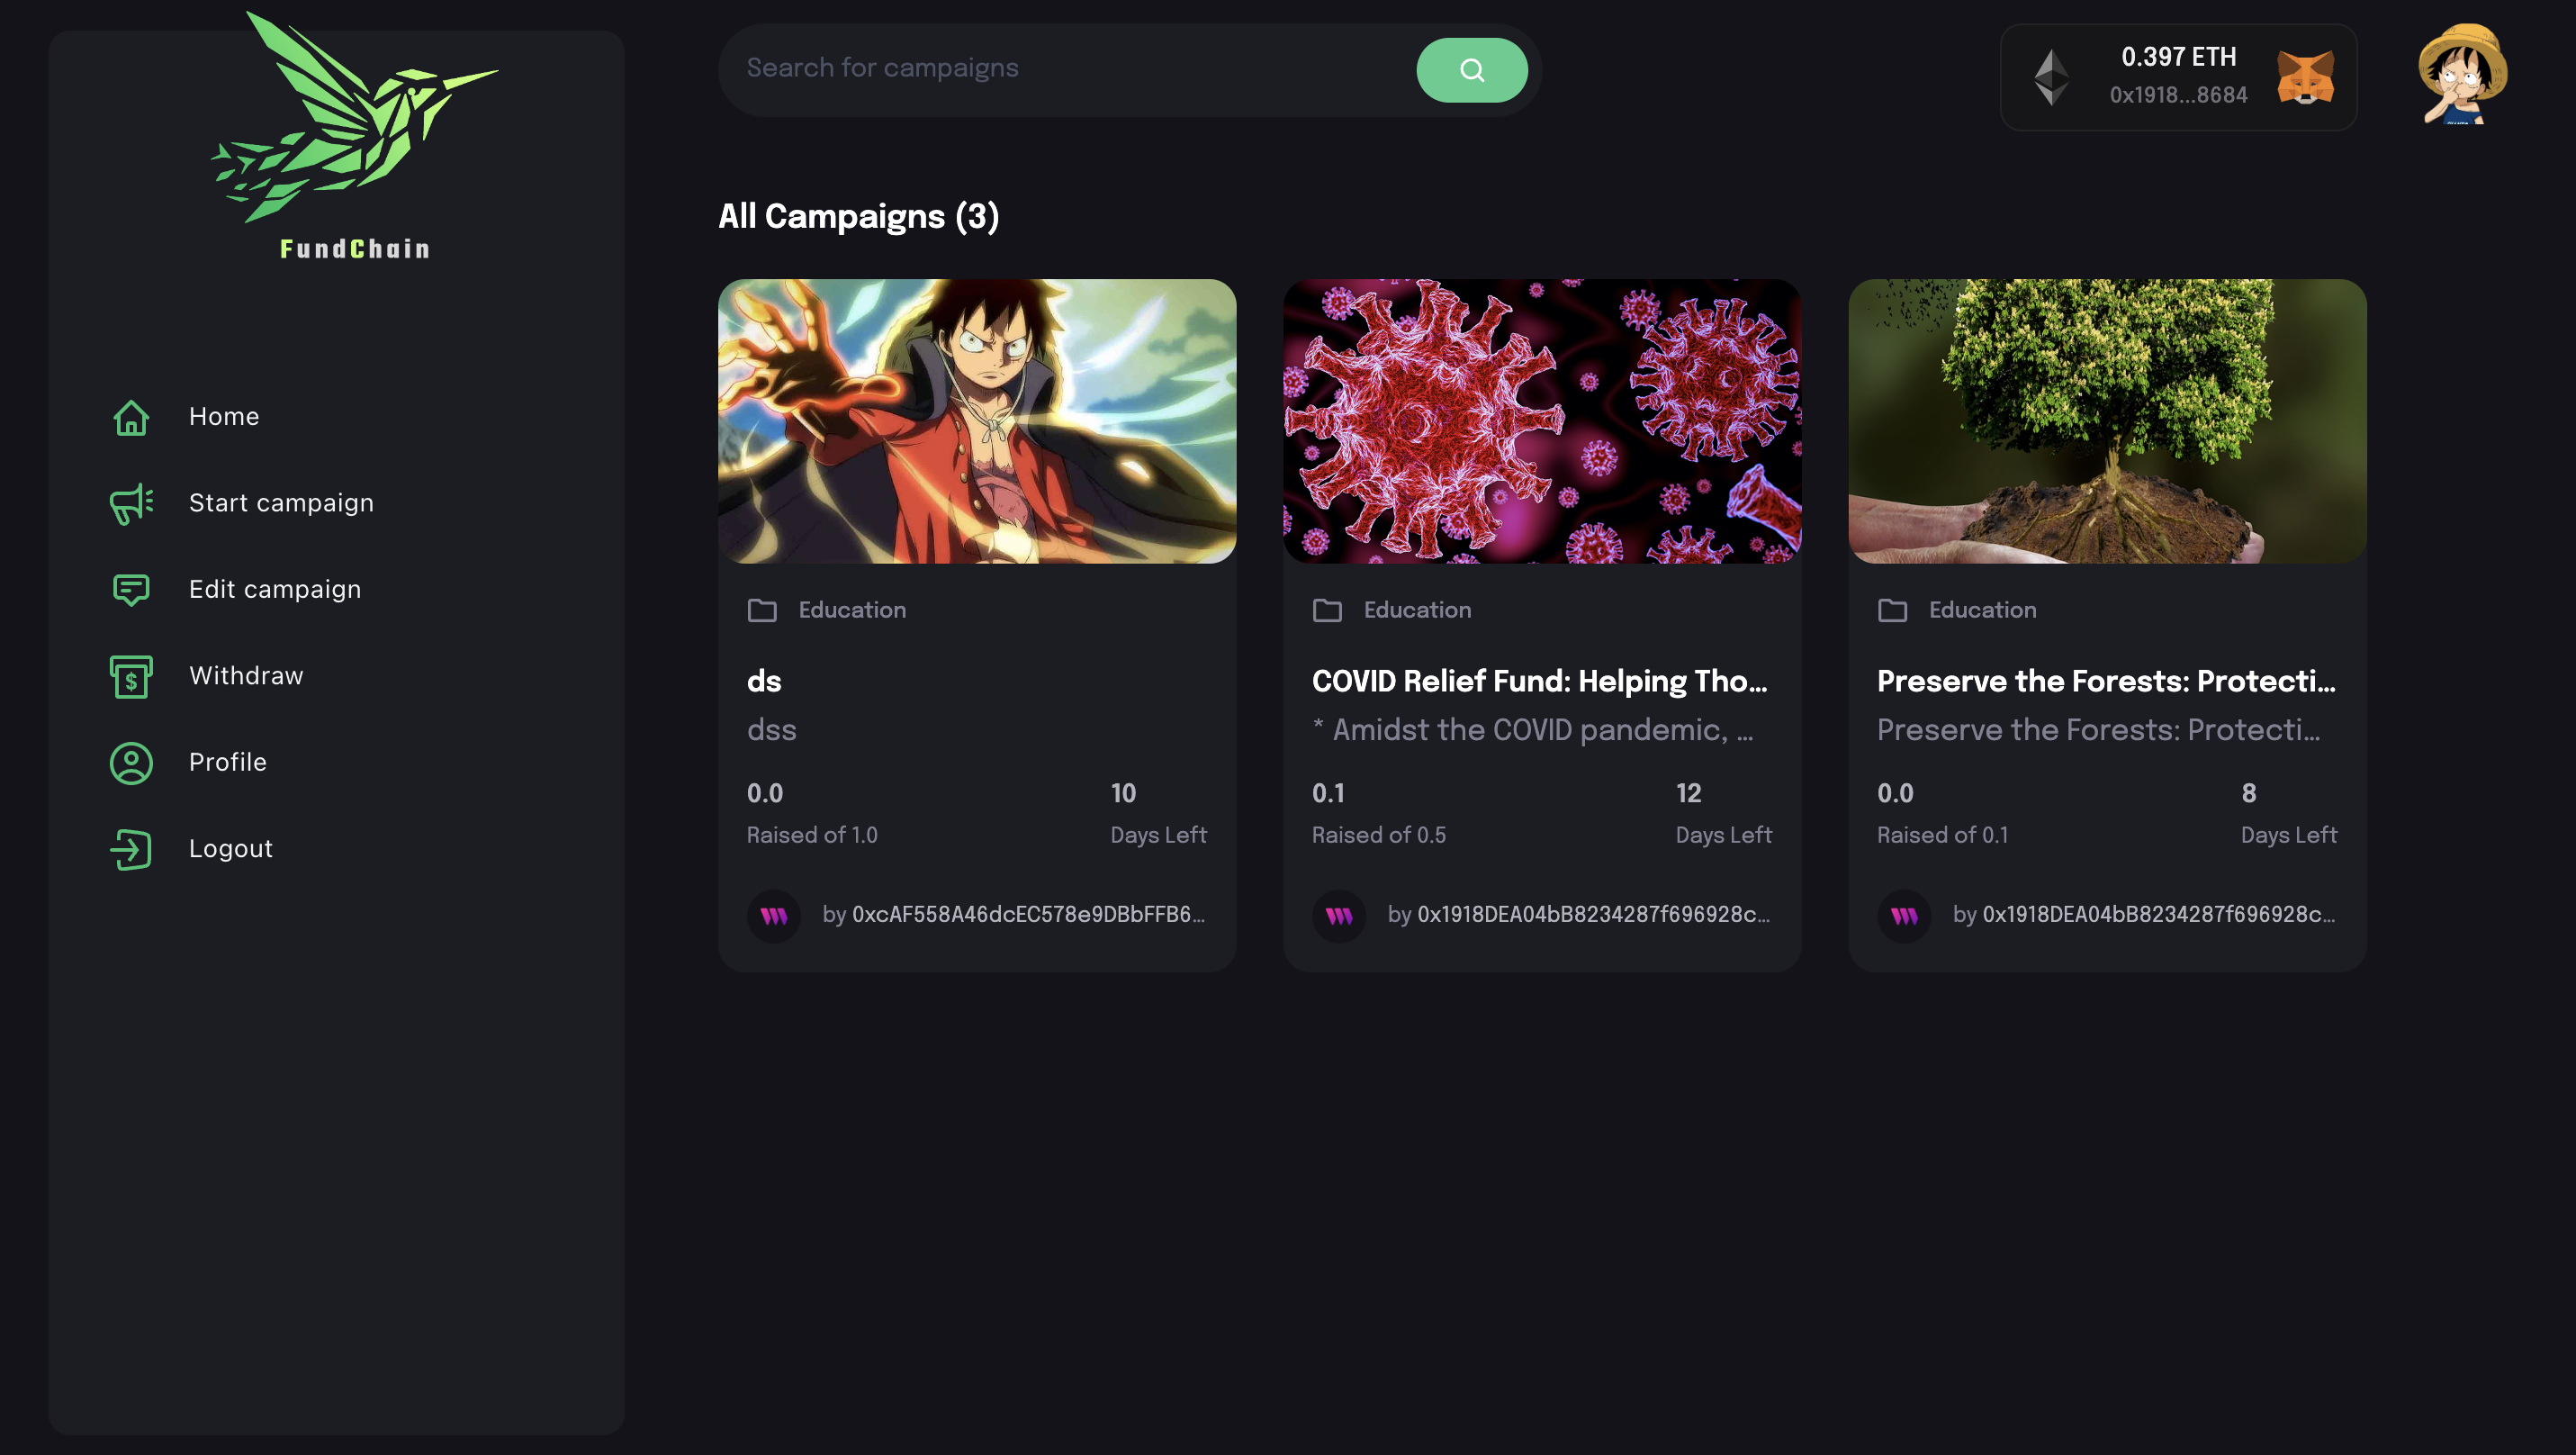 FundChain
Home
Start campaign
Edit campaign
Withdraw
Profile
Logout
Search for campaigns
0.397 ETH
0x1918...8684
All Campaigns (3)
Education
ds
dss
0.0
Raised of 1.0
10
Days Left
by 0xcAF558A46dcEC578e9DBbFFB6...
Education
COVID Relief Fund: Helping Tho...
* Amidst the COVID pandemic, ...
0.1
Raised of 0.5
12
Days Left
by 0x1918DEA04bB8234287f696928c...
Education
Preserve the Forests: Protecti...
Preserve the Forests: Protecti...
0.0
Raised of 0.1
8
Days Left
by 0x1918DEA04bB8234287f696928c...